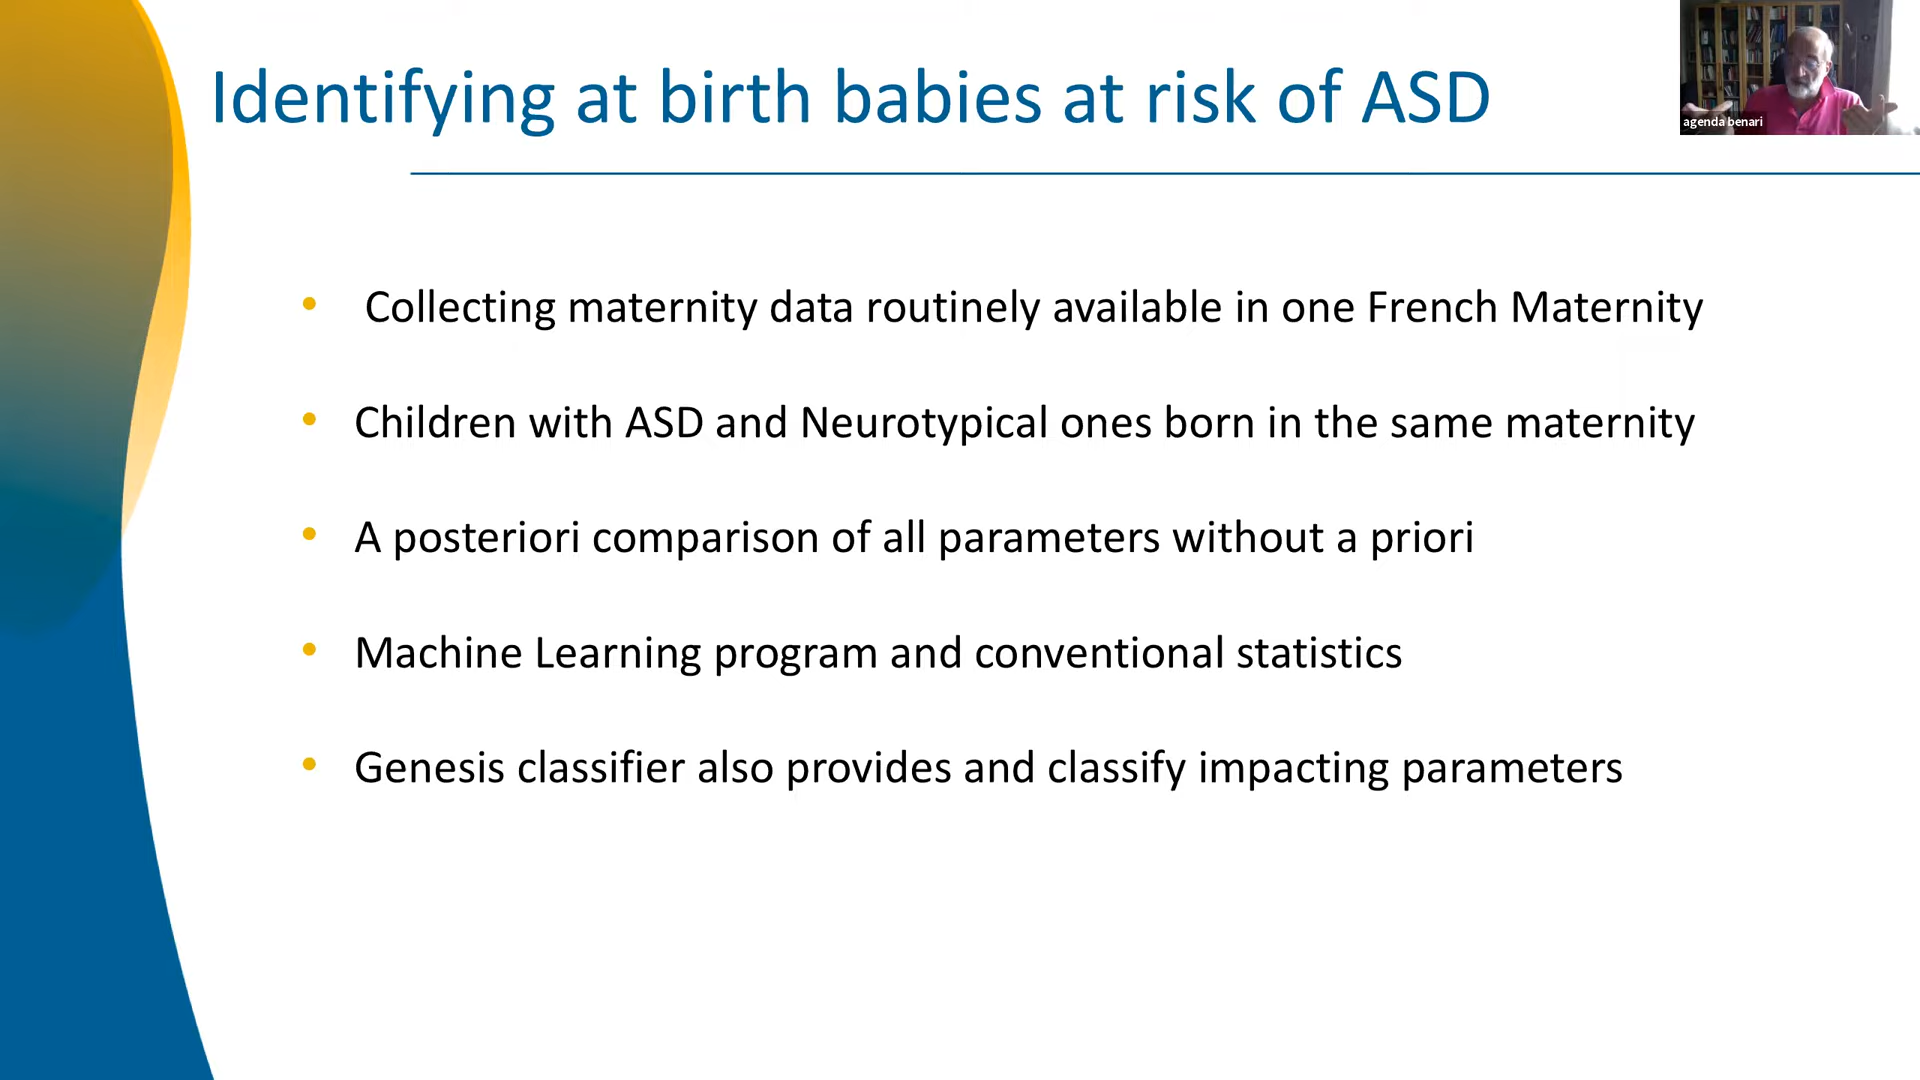 Identifying at birth babies at risk of ASD
agenda benari
• Collecting maternity data routinely available in one French Maternity
• Children with ASD and Neurotypical ones born in the same maternity
• A posteriori comparison of all parameters without a priori
• Machine Learning program and conventional statistics
• Genesis classifier also provides and classify impacting parameters